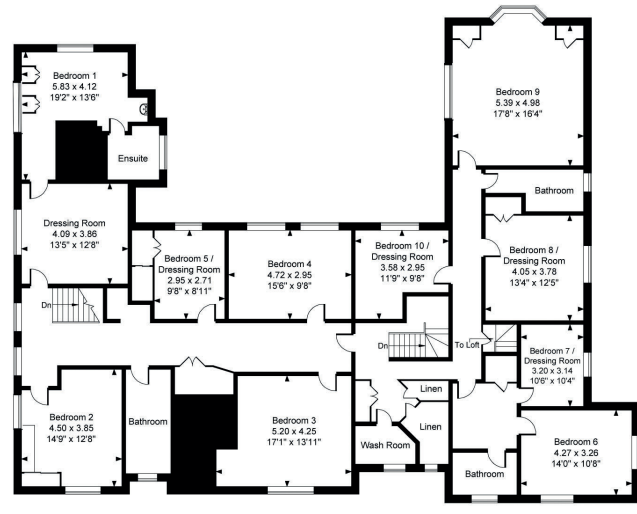 Bedroom 1
5.83 x 4.12
19'2" x 13'6"
Ensuite
Dressing Room
4.09 x 3.86
13'5" x 12'8"
Bedroom 5 /
Dressing Room
2.95 x 2.71
9'8" x 8'11"
Bedroom 4
4.72 x 2.95
15'6" x 9'8"
Bedroom 10 /
Dressing Room
3.58 x 2.95
11'9" x 9'8"
Bedroom 9
5.39 x 4.98
17'8" x 16'4"
Bathroom
Bedroom 8 /
Dressing Room
4.05 x 3.78
13'4" x 12'5"
Dn
Dn
To Loft
Bedroom 7 /
Dressing Room
3.20 x 3.14
10'6" x 10'4"
Bedroom 2
4.50 x 3.85
14'9" x 12'8"
Bathroom
Bedroom 3
5.20 x 4.25
17'1" x 13'11"
Linen
Linen
Wash Room
Bathroom
Bedroom 6
4.27 x 3.26
14'0" x 10'8"